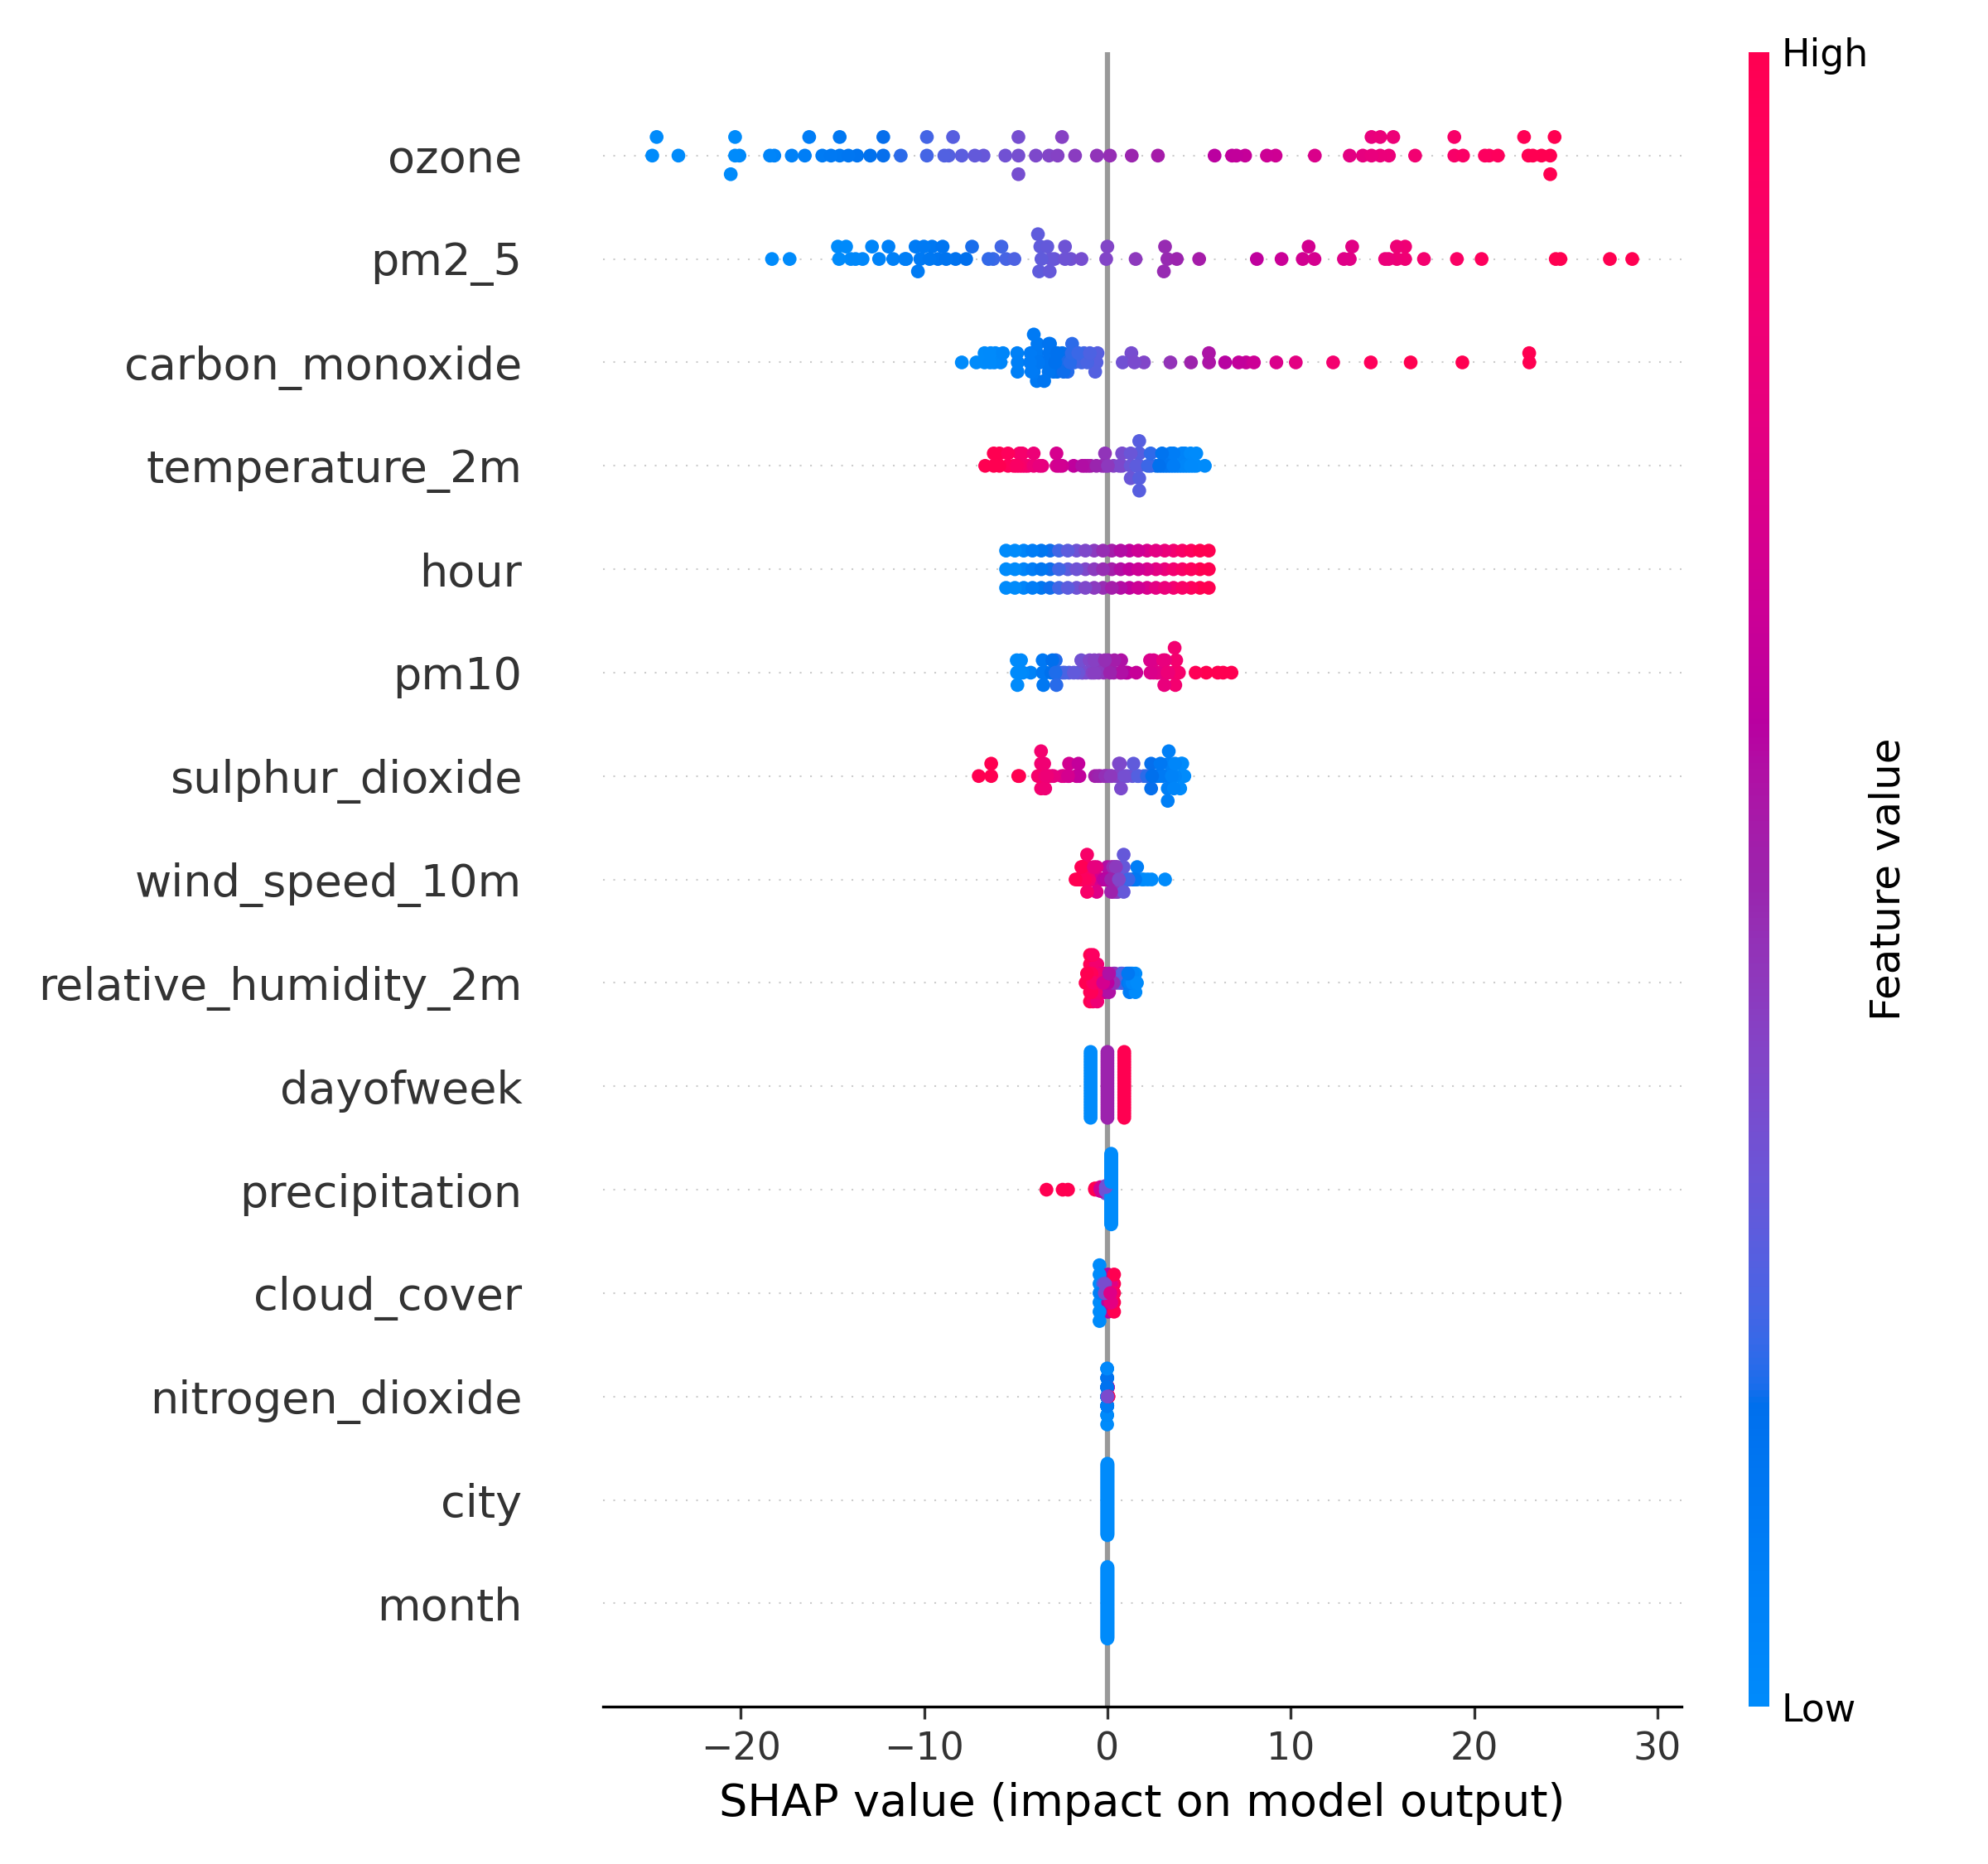 High
ozone
pm2_5
carbon_monoxide
temperature_2m
hour
pm10
sulphur_dioxide
wind_speed_10m
relative_humidity_2m
dayofweek
precipitation
cloud_cover
nitrogen_dioxide
city
month
Feature value
Low
−20 −10 0 10 20 30
SHAP value (impact on model output)